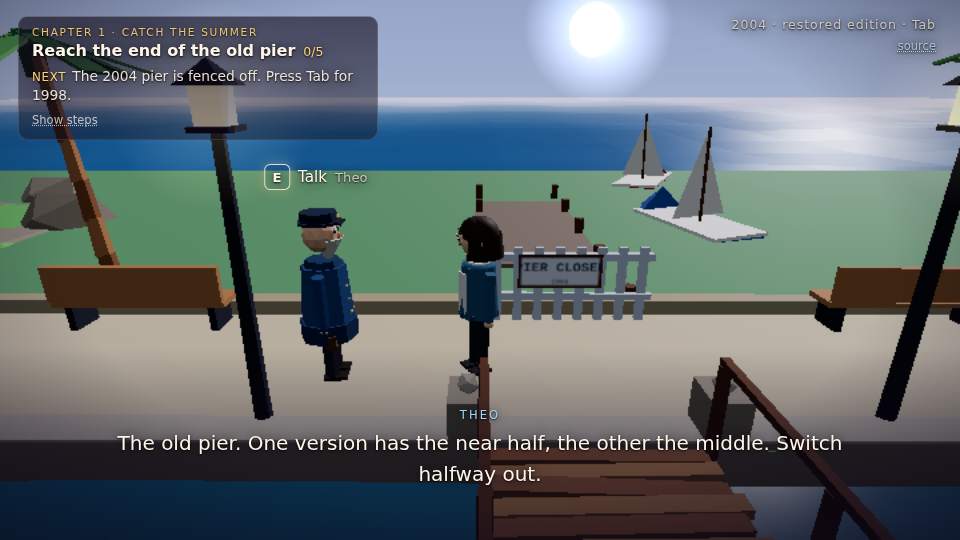 CHAPTER 1 · CATCH THE SUMMER
Reach the end of the old pier 0/5
NEXT The 2004 pier is fenced off. Press Tab for
1998.
Show steps
2004 · restored edition · Tab
source
E Talk Theo
PIER CLOSED
THEO
The old pier. One version has the near half, the other the middle. Switch
halfway out.